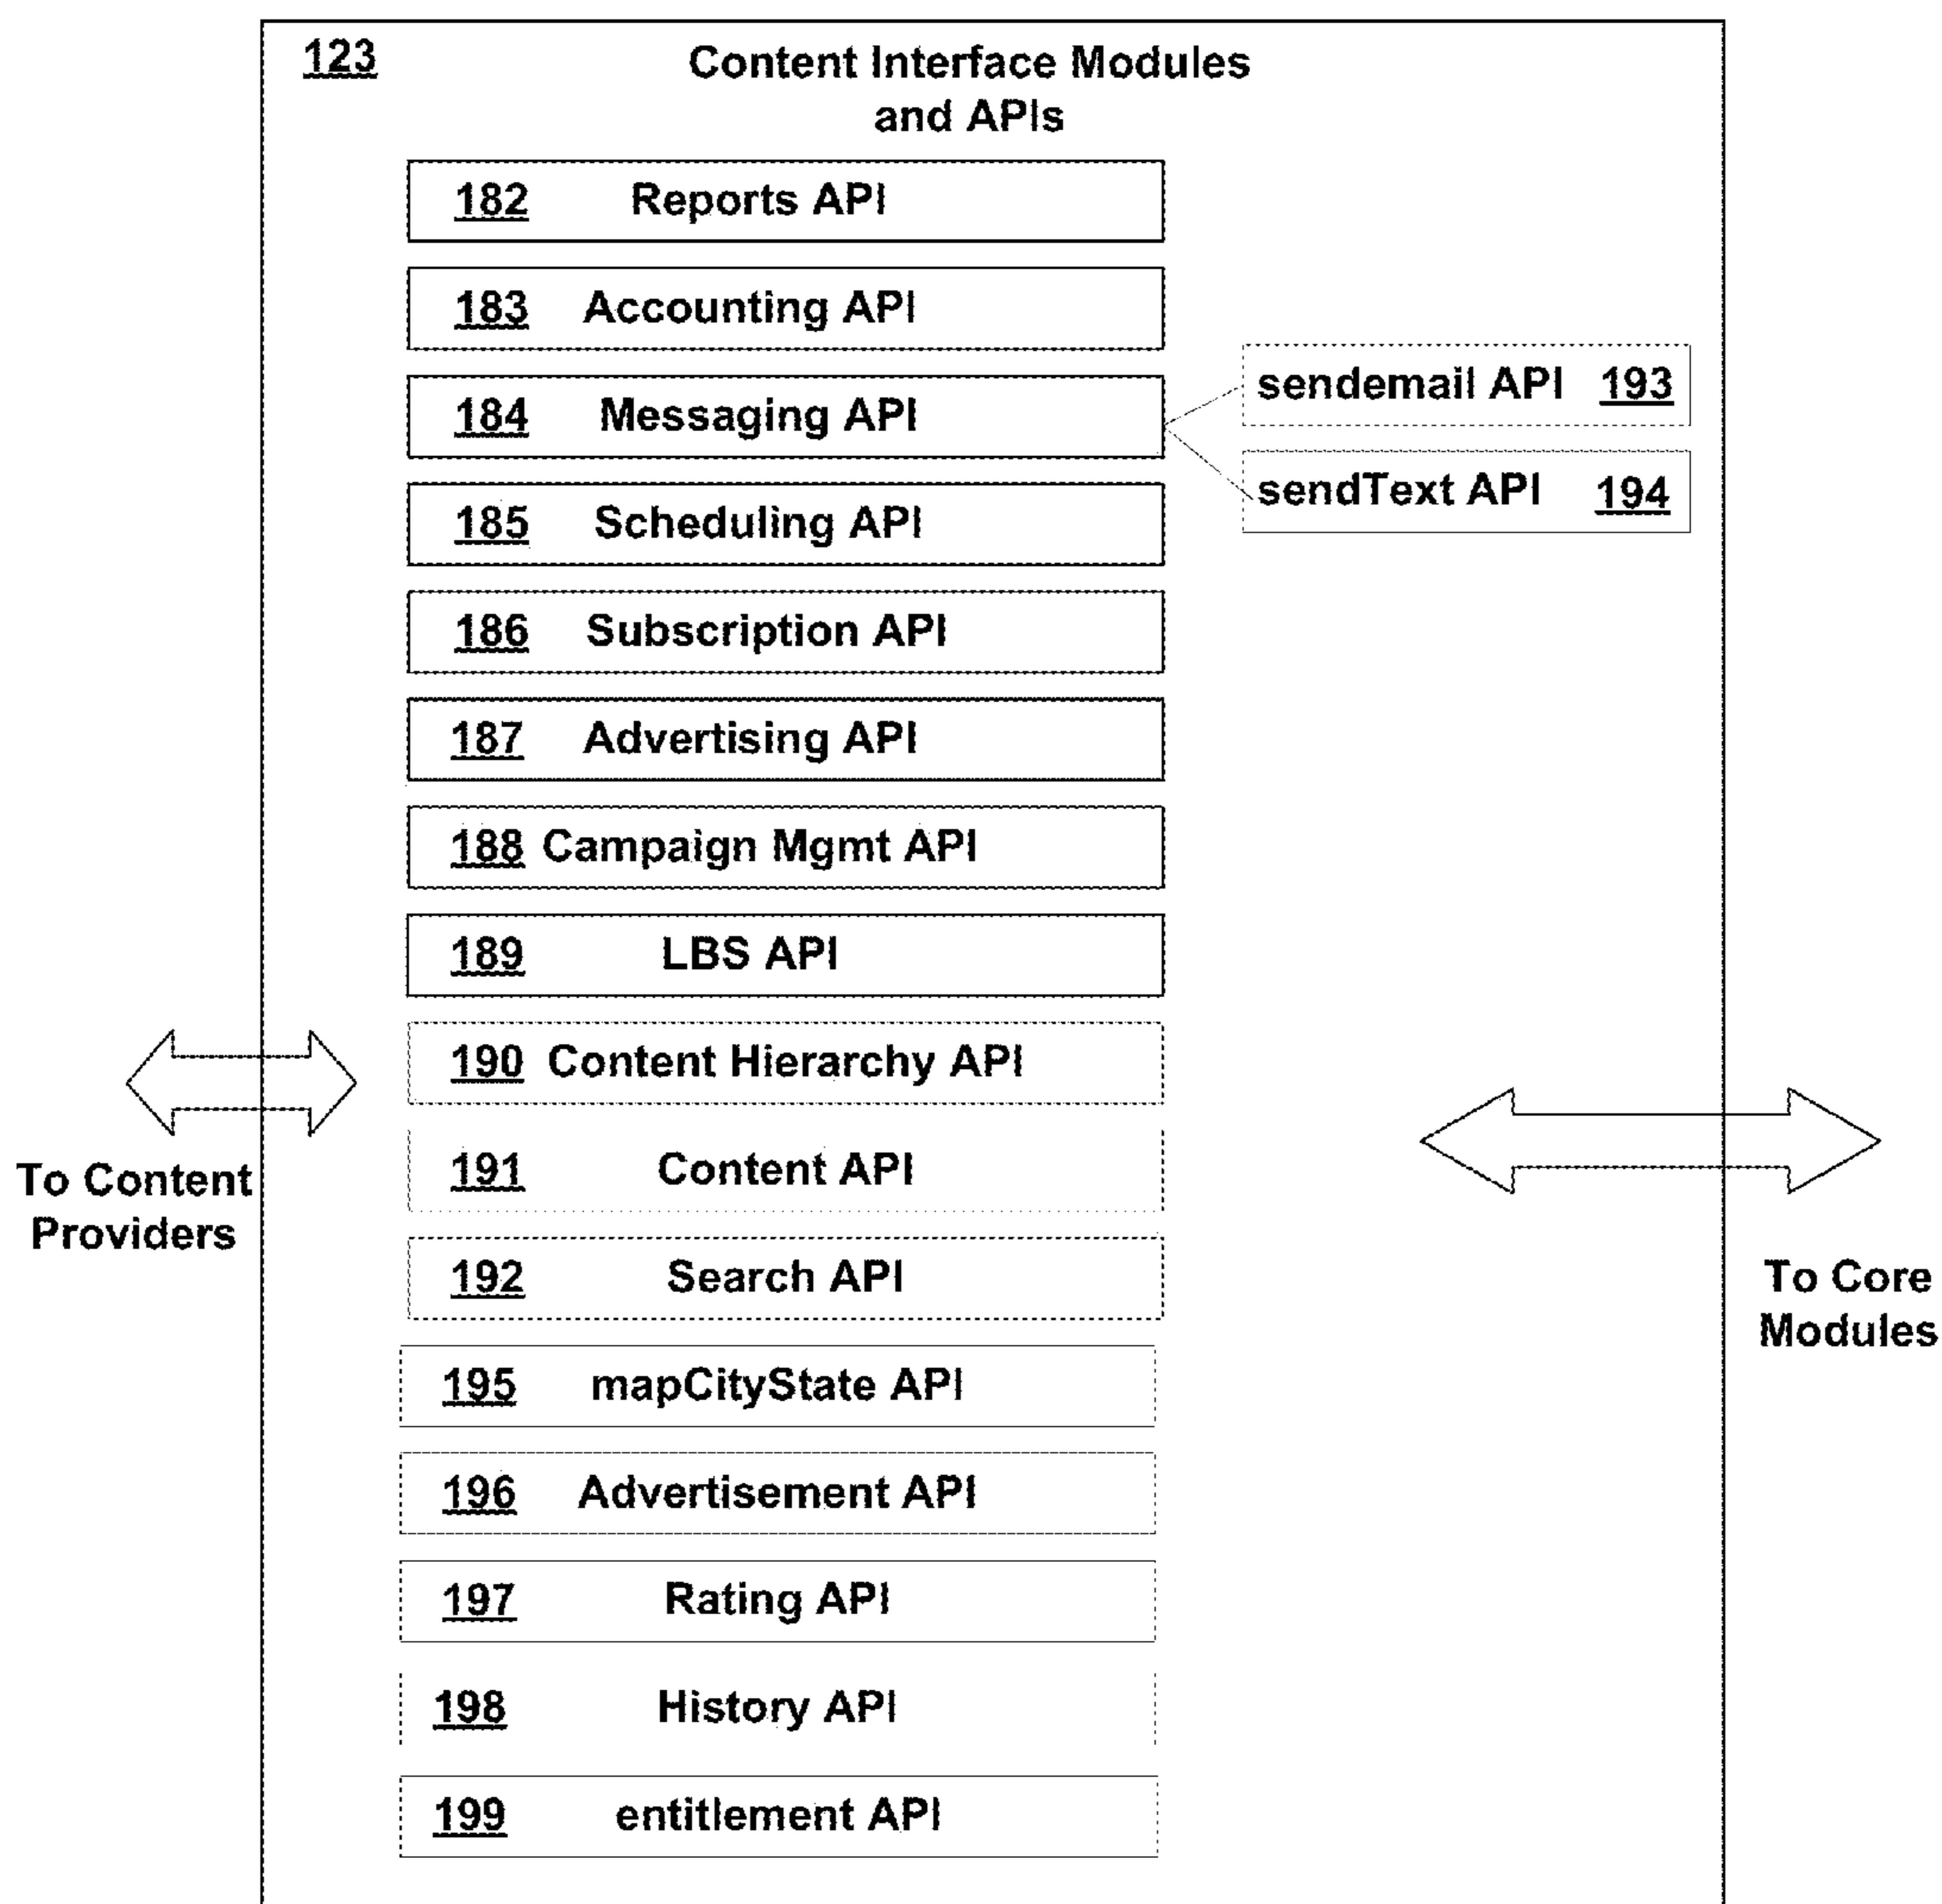 123 Content Interface Modules
and APIs
182 Reports API
183 Accounting API
184 Messaging API
sendemail API 193
sendText API 194
185 Scheduling API
186 Subscription API
187 Advertising API
188 Campaign Mgmt API
189 LBS API
190 Content Hierarchy API
191 Content API
192 Search API
195 mapCityState API
196 Advertisement API
197 Rating API
198 History API
199 entitlement API
To Content
Providers
To Core
Modules